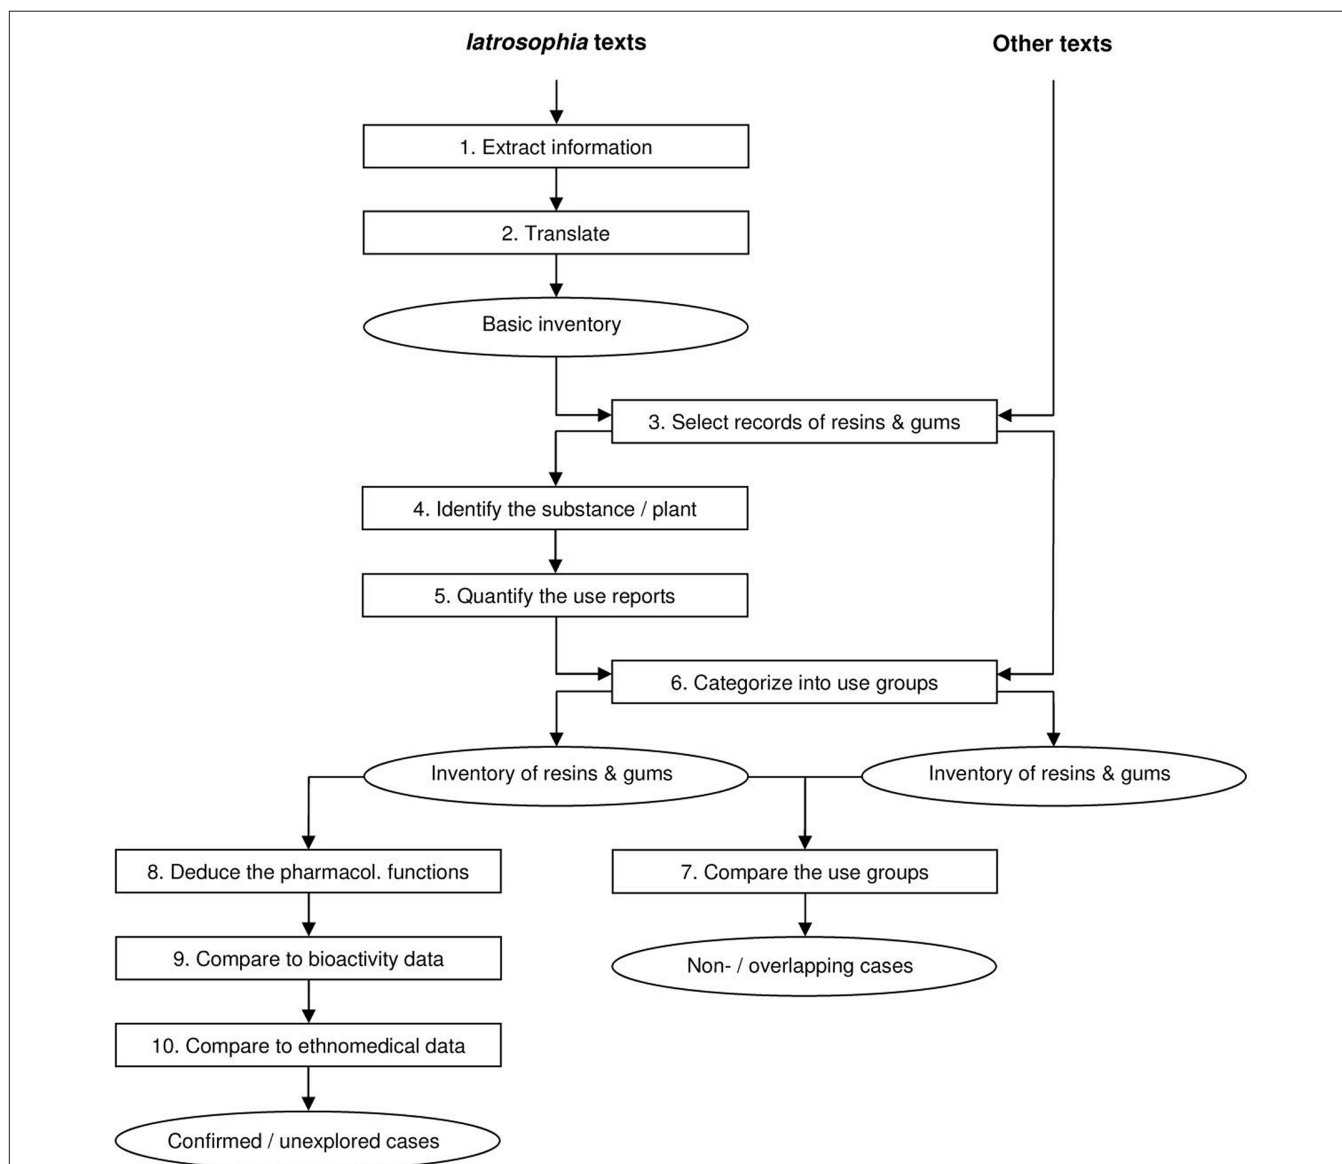 Iatrosophia texts
Other texts
1. Extract information
2. Translate
Basic inventory
3. Select records of resins & gums
4. Identify the substance / plant
5. Quantify the use reports
6. Categorize into use groups
Inventory of resins & gums
Inventory of resins & gums
8. Deduce the pharmacol. functions
7. Compare the use groups
9. Compare to bioactivity data
Non- / overlapping cases
10. Compare to ethnomedical data
Confirmed / unexplored cases